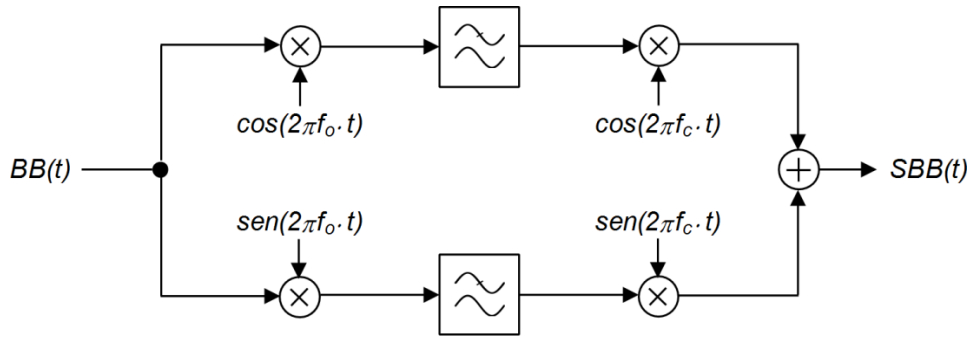 cos(2πfo.t)
cos(2πfc.t)
BB(t)
SBB(t)
sen(2πfo.t)
sen(2πfc.t)